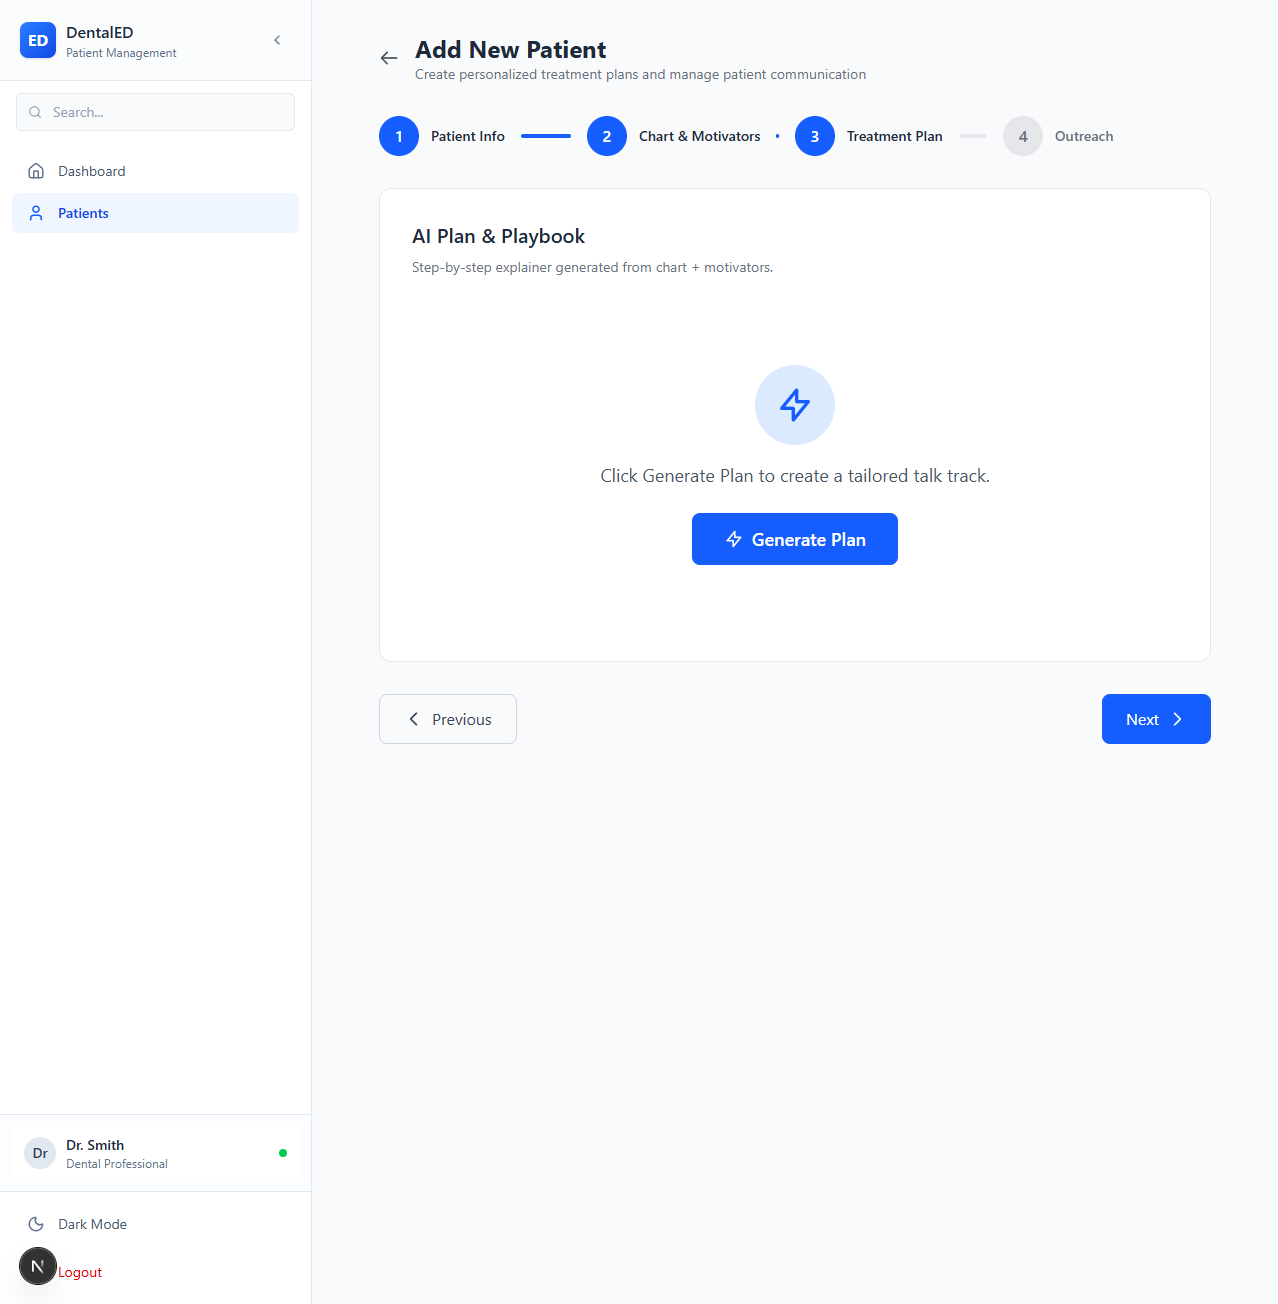 ED
DentalED
Patient Management
Search...
Dashboard
Patients
Add New Patient
Create personalized treatment plans and manage patient communication
1 Patient Info
2 Chart & Motivators
3 Treatment Plan
4 Outreach
AI Plan & Playbook
Step-by-step explainer generated from chart + motivators.
Click Generate Plan to create a tailored talk track.
Generate Plan
Previous
Next
Dr
Dr. Smith
Dental Professional
Dark Mode
N
Logout